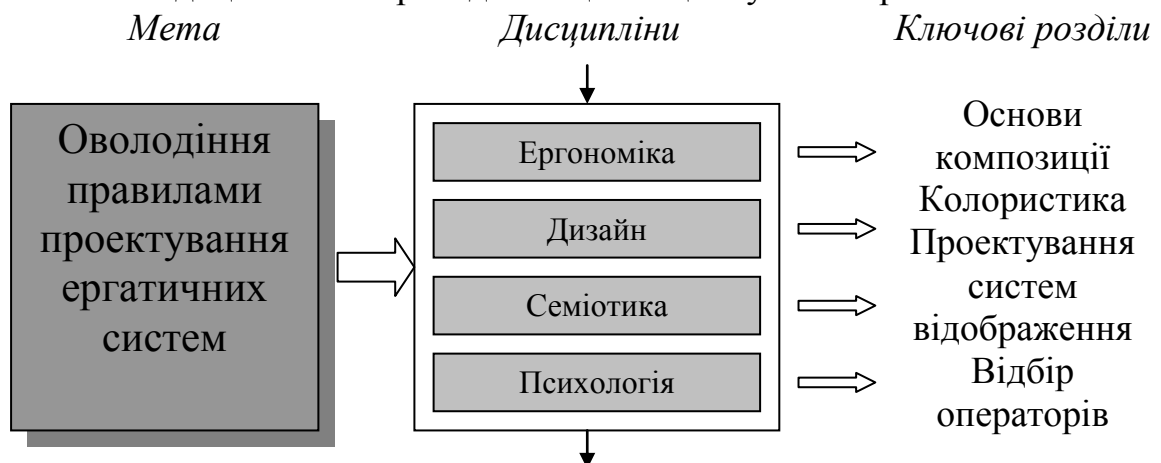 Мета
Дисципліни
Ключові розділи
Оволодіння
правилами
проектування
ергатичних
систем
Ергономіка
Дизайн
Семіотика
Психологія
Основи
композиції
Колористика
Проектування
систем
відображення
Відбір
операторів